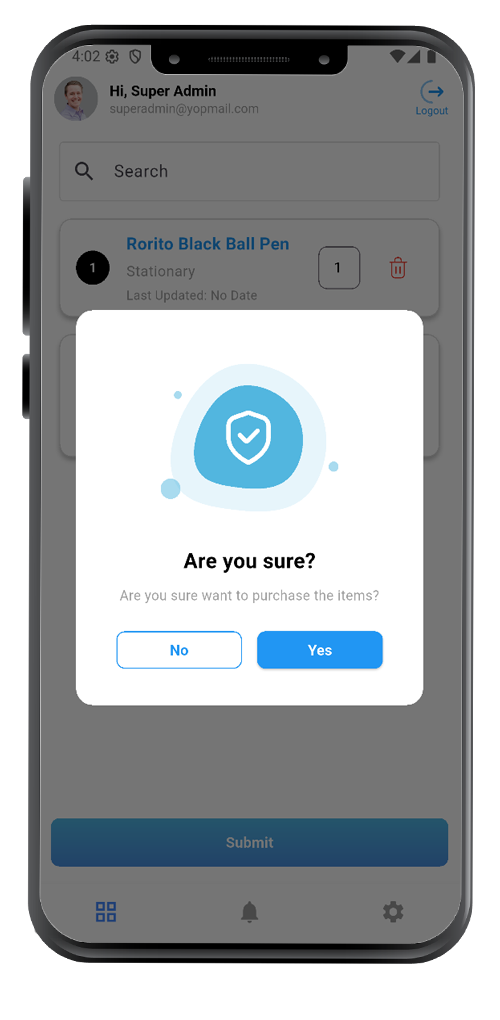 4:02
Hi, Super Admin
superadmin@yopmail.com
Logout
Search
Rorito Black Ball Pen
1
1
Stationary
Last Updated: No Date
Are you sure?
Are you sure want to purchase the items?
No
Yes
Submit